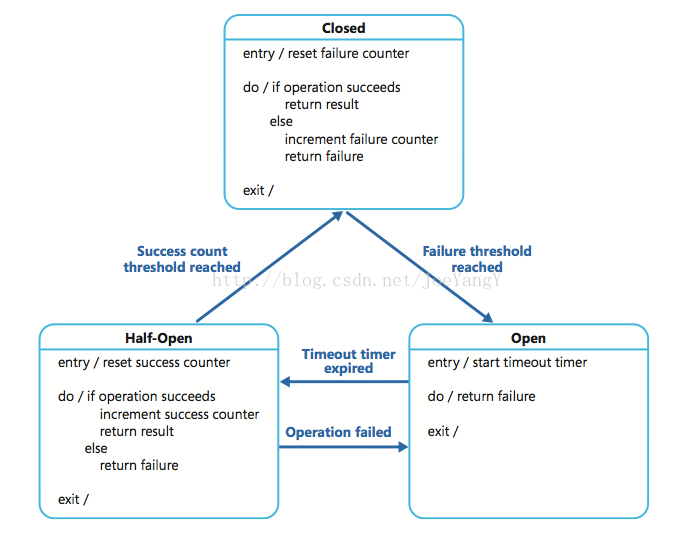 Closed
entry / reset failure counter
do / if operation succeeds
return result
else
increment failure counter
return failure
exit /
Success count
threshold reached
Failure threshold
reached
http://blog.csdn.net/JoeYangY
Half-Open
entry / reset success counter
do / if operation succeeds
increment success counter
return result
else
return failure
exit /
Timeout timer
expired
Operation failed
Open
entry / start timeout timer
do / return failure
exit /